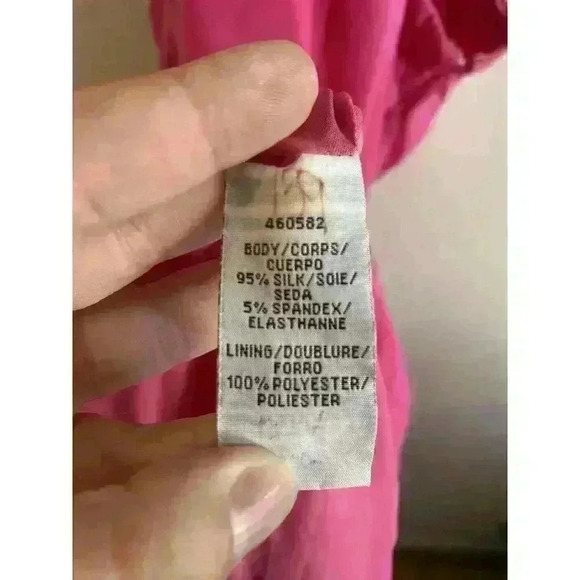 460582
BODY/CORPS/
CUERPO
95% SILK/SOIE/
SEDA
5% SPANDEX/
ELASTHANNE
LINING/DOUBLURE/
FORRO
100% POLYESTER/
POLIESTER